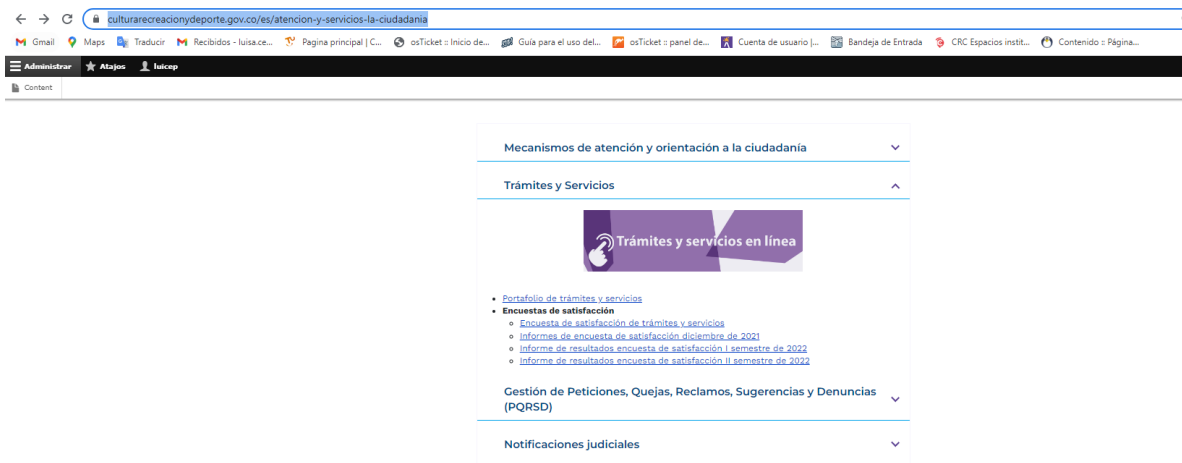 culturarecreacionydeporte.gov.co/es/atencion-y-servicios-la-ciudadania
Gmail Maps Traducir Recibidos - luisa.ce... Pagina principal | C... osTicket :: Inicio de... Guía para el uso del... osTicket :: panel de... Cuenta de usuario |... Bandeja de Entrada CRC Espacios instit... Contenido :: Página...
Administrar Atajos luicep
Content
Mecanismos de atención y orientación a la ciudadanía
Trámites y Servicios
Trámites y servicios en línea
Portafolio de trámites y servicios
Encuestas de satisfacción
Encuesta de satisfacción de trámites y servicios
Informes de encuesta de satisfacción diciembre de 2021
Informe de resultados encuesta de satisfacción I semestre de 2022
Informe de resultados encuesta de satisfacción II semestre de 2022
Gestión de Peticiones, Quejas, Reclamos, Sugerencias y Denuncias
(PQRSD)
Notificaciones judiciales